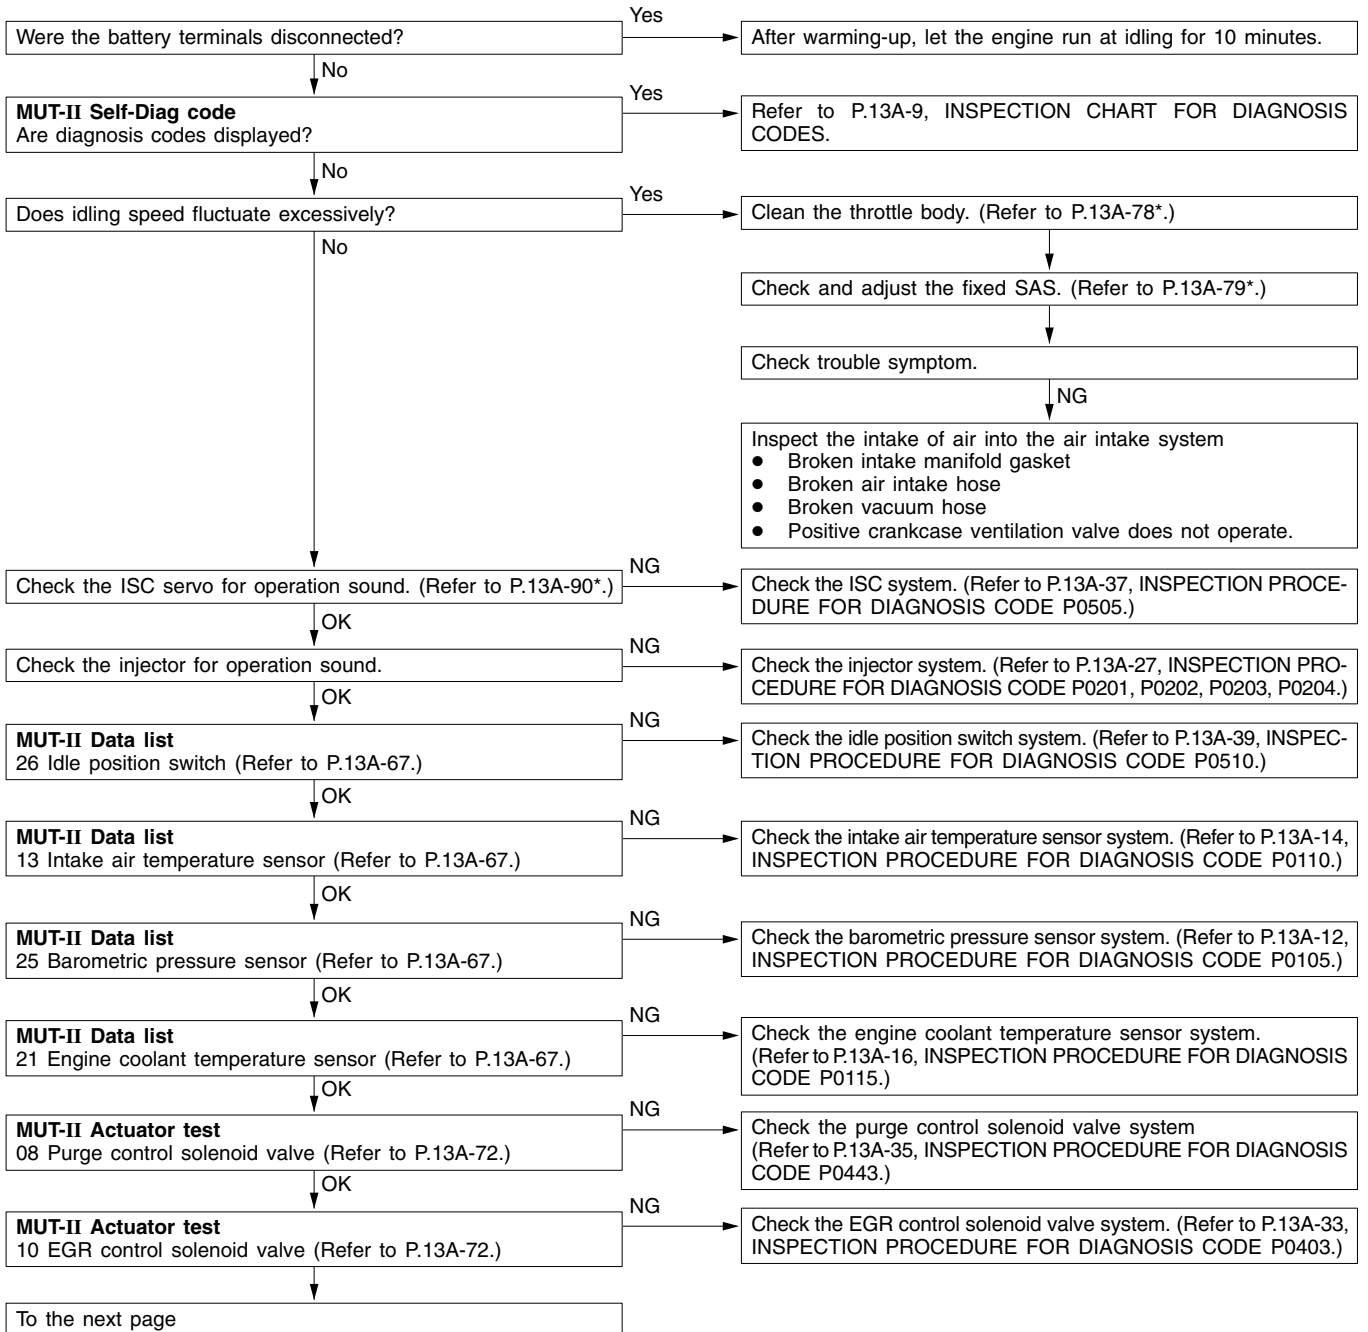 Were the battery terminals disconnected?
Yes
After warming-up, let the engine run at idling for 10 minutes.
No
MUT-II Self-Diag code
Are diagnosis codes displayed?
Yes
Refer to P.13A-9, INSPECTION CHART FOR DIAGNOSIS
CODES.
No
Does idling speed fluctuate excessively?
Yes
Clean the throttle body. (Refer to P.13A-78*.)
No
Check and adjust the fixed SAS. (Refer to P.13A-79*.)
Check trouble symptom.
NG
Inspect the intake of air into the air intake system
● Broken intake manifold gasket
● Broken air intake hose
● Broken vacuum hose
● Positive crankcase ventilation valve does not operate.
Check the ISC servo for operation sound. (Refer to P.13A-90*.)
NG
Check the ISC system. (Refer to P.13A-37, INSPECTION PROCE-
DURE FOR DIAGNOSIS CODE P0505.)
OK
Check the injector for operation sound.
NG
Check the injector system. (Refer to P.13A-27, INSPECTION PRO-
CEDURE FOR DIAGNOSIS CODE P0201, P0202, P0203, P0204.)
OK
MUT-II Data list
26 Idle position switch (Refer to P.13A-67.)
NG
Check the idle position switch system. (Refer to P.13A-39, INSPEC-
TION PROCEDURE FOR DIAGNOSIS CODE P0510.)
OK
MUT-II Data list
13 Intake air temperature sensor (Refer to P.13A-67.)
NG
Check the intake air temperature sensor system. (Refer to P.13A-14,
INSPECTION PROCEDURE FOR DIAGNOSIS CODE P0110.)
OK
MUT-II Data list
25 Barometric pressure sensor (Refer to P.13A-67.)
NG
Check the barometric pressure sensor system. (Refer to P.13A-12,
INSPECTION PROCEDURE FOR DIAGNOSIS CODE P0105.)
OK
MUT-II Data list
21 Engine coolant temperature sensor (Refer to P.13A-67.)
NG
Check the engine coolant temperature sensor system.
(Refer to P.13A-16, INSPECTION PROCEDURE FOR DIAGNOSIS
CODE P0115.)
OK
MUT-II Actuator test
08 Purge control solenoid valve (Refer to P.13A-72.)
NG
Check the purge control solenoid valve system
(Refer to P.13A-35, INSPECTION PROCEDURE FOR DIAGNOSIS
CODE P0443.)
OK
MUT-II Actuator test
10 EGR control solenoid valve (Refer to P.13A-72.)
NG
Check the EGR control solenoid valve system. (Refer to P.13A-33,
INSPECTION PROCEDURE FOR DIAGNOSIS CODE P0403.)
To the next page